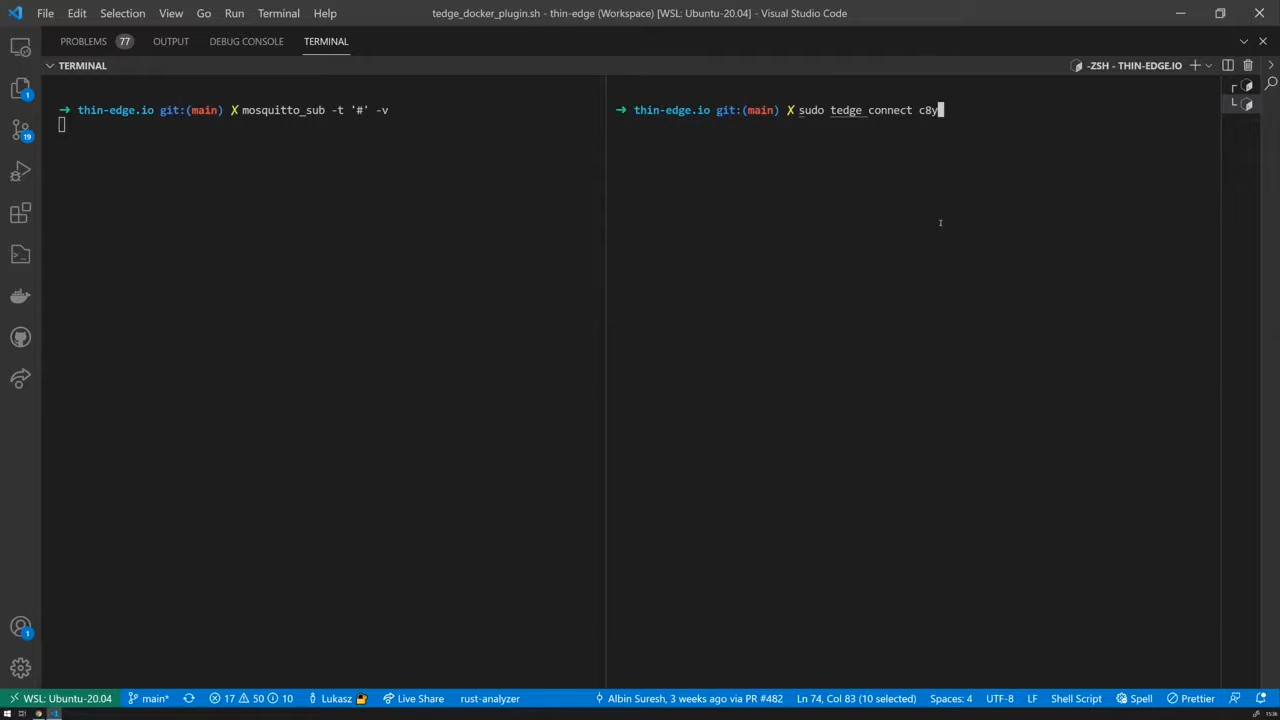 File Edit Selection View Go Run Terminal Help
tedge_docker_plugin.sh - thin-edge (Workspace) [WSL: Ubuntu-20.04] - Visual Studio Code
PROBLEMS 77 OUTPUT DEBUG CONSOLE TERMINAL
TERMINAL
-ZSH - THIN-EDGE.IO
→ thin-edge.io git:(main) ✗ mosquitto_sub -t '#' -v
→ thin-edge.io git:(main) ✗ sudo tedge connect c8y
1
19
1
WSL: Ubuntu-20.04 main* 17 50 10 Lukasz Live Share rust-analyzer Albin Suresh, 3 weeks ago via PR #482 Ln 74, Col 83 (10 selected) Spaces: 4 UTF-8 LF Shell Script Spell Prettier